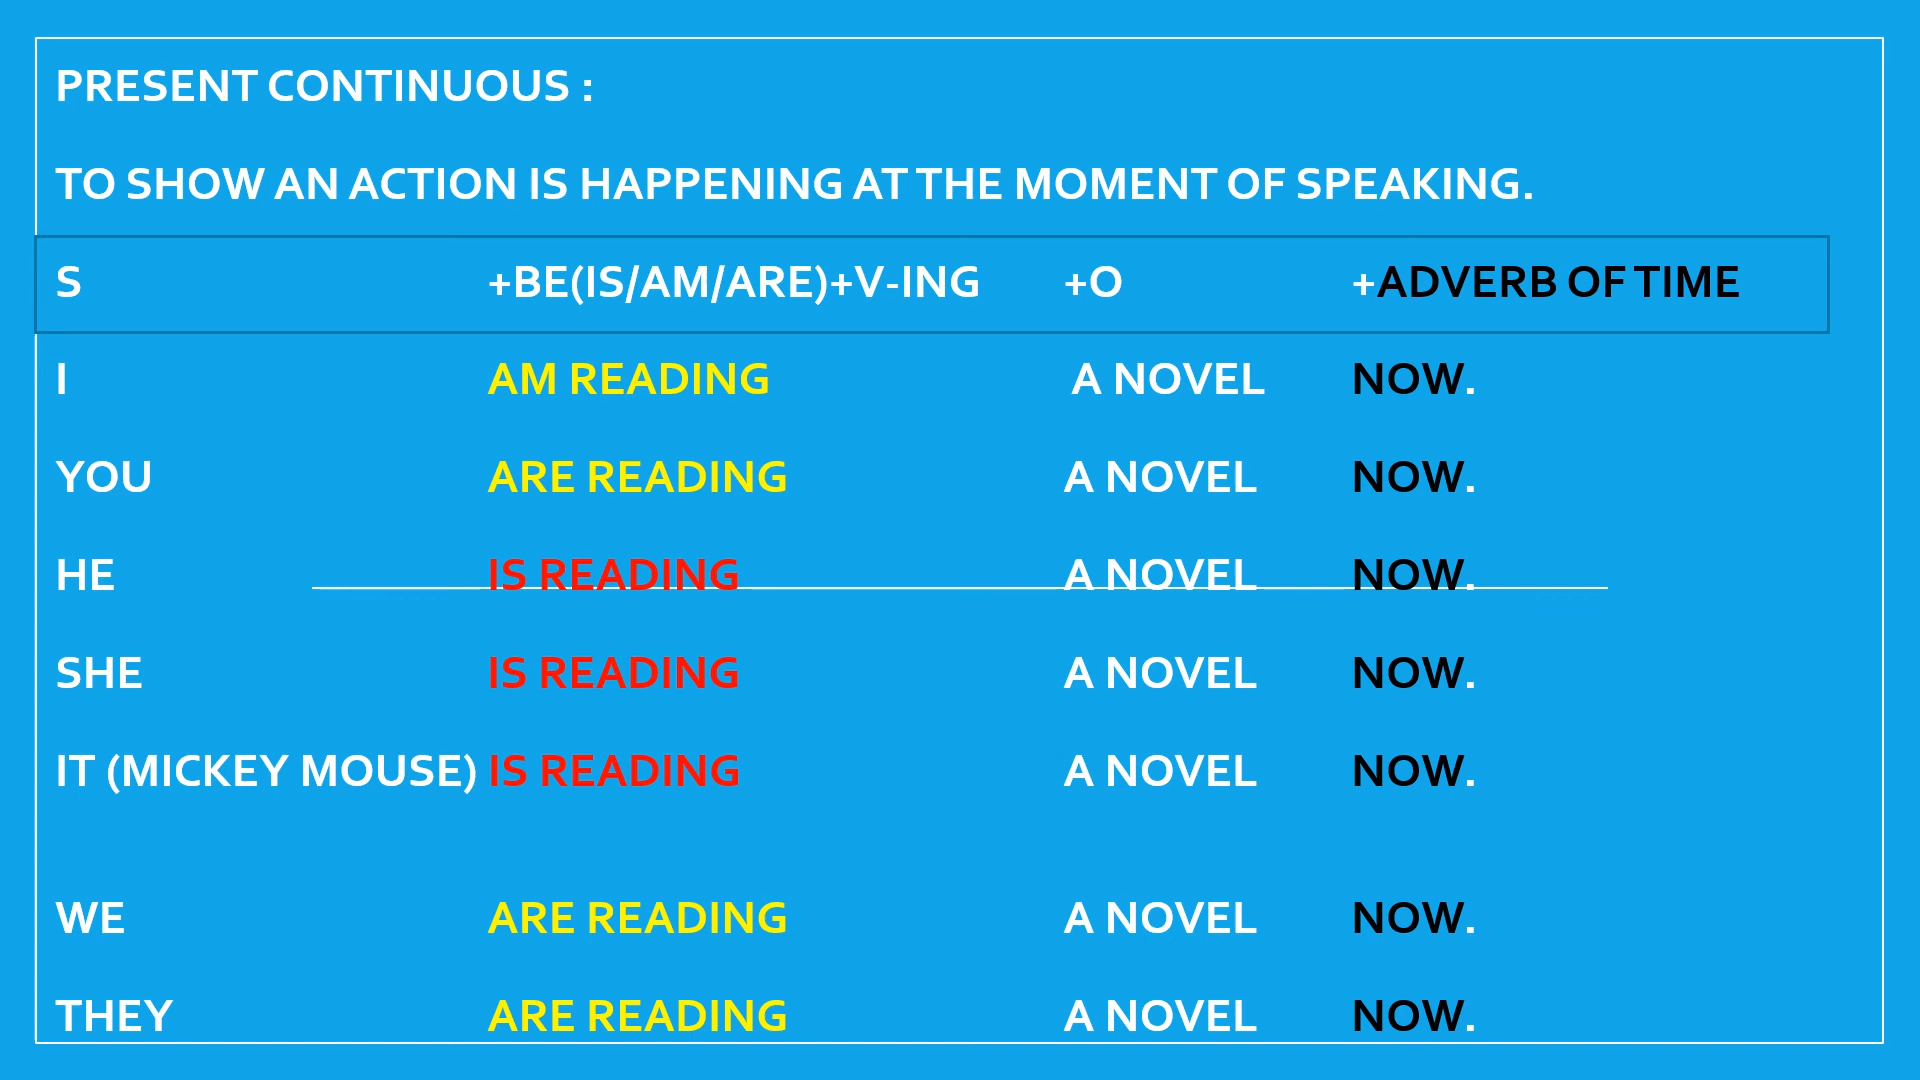 PRESENT CONTINUOUS :
TO SHOW AN ACTION IS HAPPENING AT THE MOMENT OF SPEAKING.
S +BE(IS/AM/ARE)+V-ING +O +ADVERB OF TIME
I AM READING A NOVEL NOW.
YOU ARE READING A NOVEL NOW.
HE IS READING A NOVEL NOW.
SHE IS READING A NOVEL NOW.
IT (MICKEY MOUSE) IS READING A NOVEL NOW.
WE ARE READING A NOVEL NOW.
THEY ARE READING A NOVEL NOW.